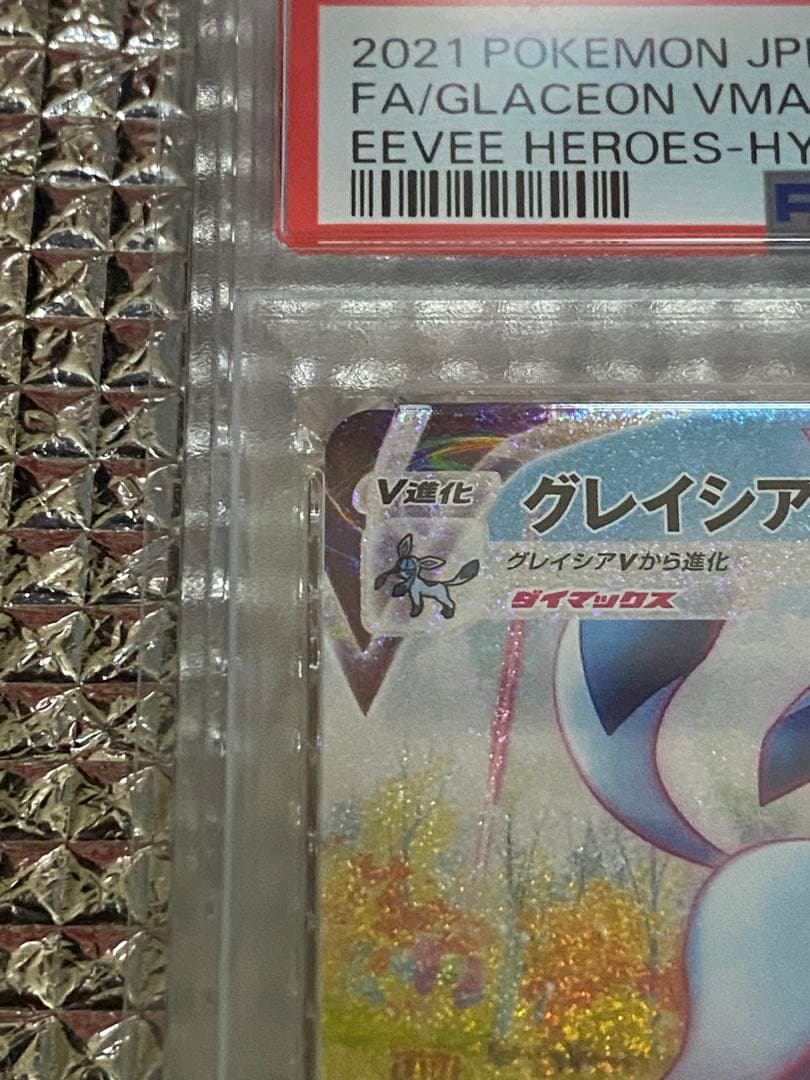 2021 POKEMON JP
FA/GLACEON VMA
EEVEE HEROES-HY
V進化
グレイシア
グレイシアVから進化
ダイマックス